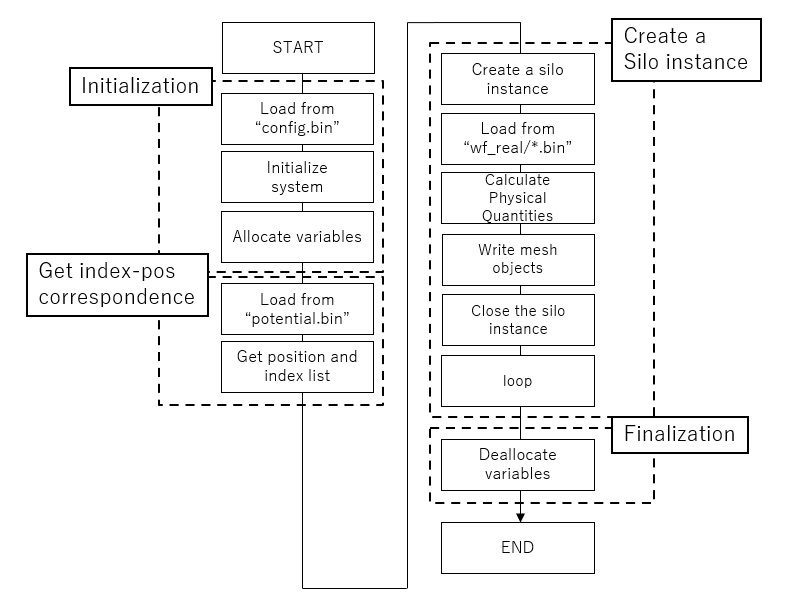 START
Initialization
Load from
“config.bin”
Initialize
system
Allocate variables
Get index-pos
correspondence
Load from
“potential.bin”
Get position and
index list
Create a
Silo instance
Create a silo
instance
Load from
“wf_real/*.bin”
Calculate
Physical
Quantities
Write mesh
objects
Close the silo
instance
loop
Finalization
Deallocate
variables
END